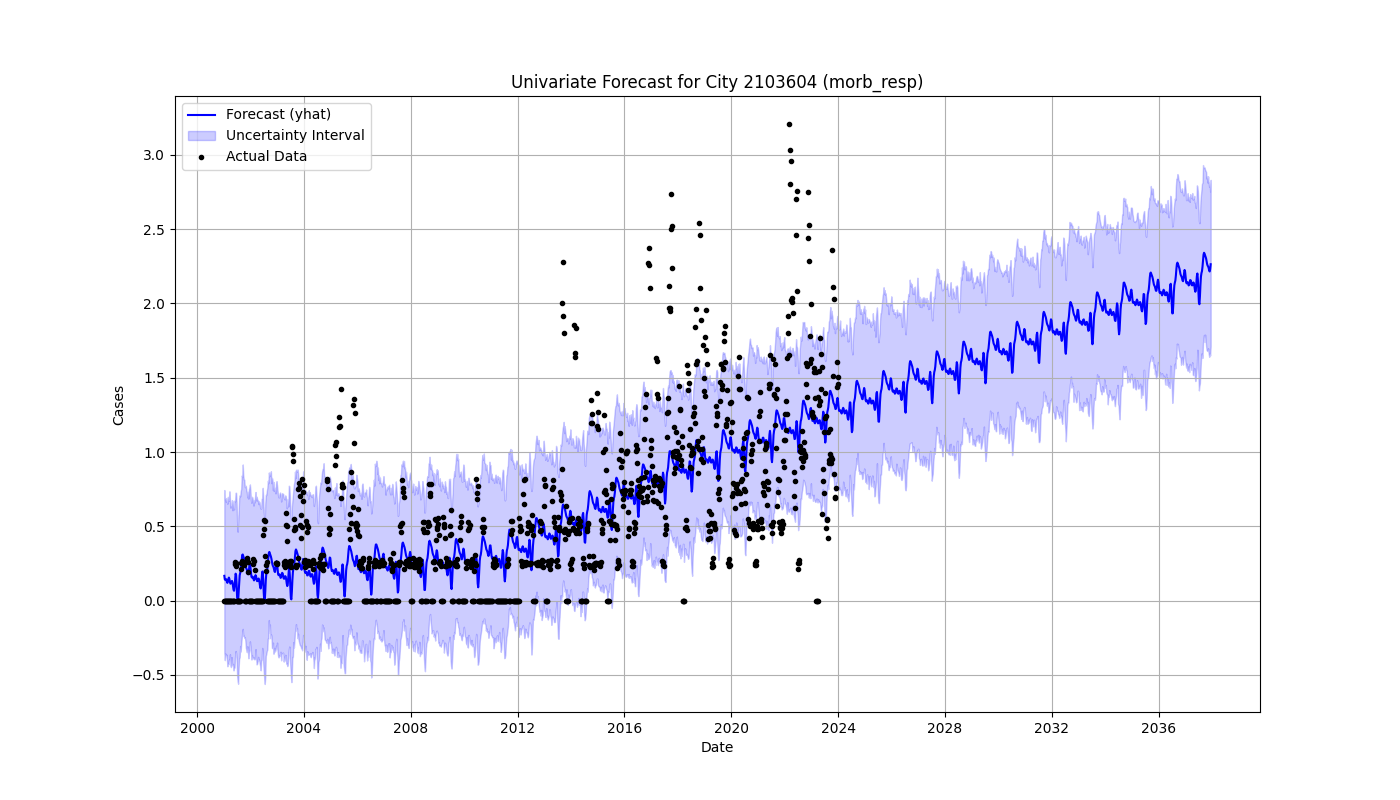 Univariate Forecast for City 2103604 (morb_resp)
Forecast (yhat)
Uncertainty Interval
Actual Data
3.0
2.5
2.0
1.5
1.0
0.5
0.0
−0.5
Cases
2000 2004 2008 2012 2016 2020 2024 2028 2032 2036
Date